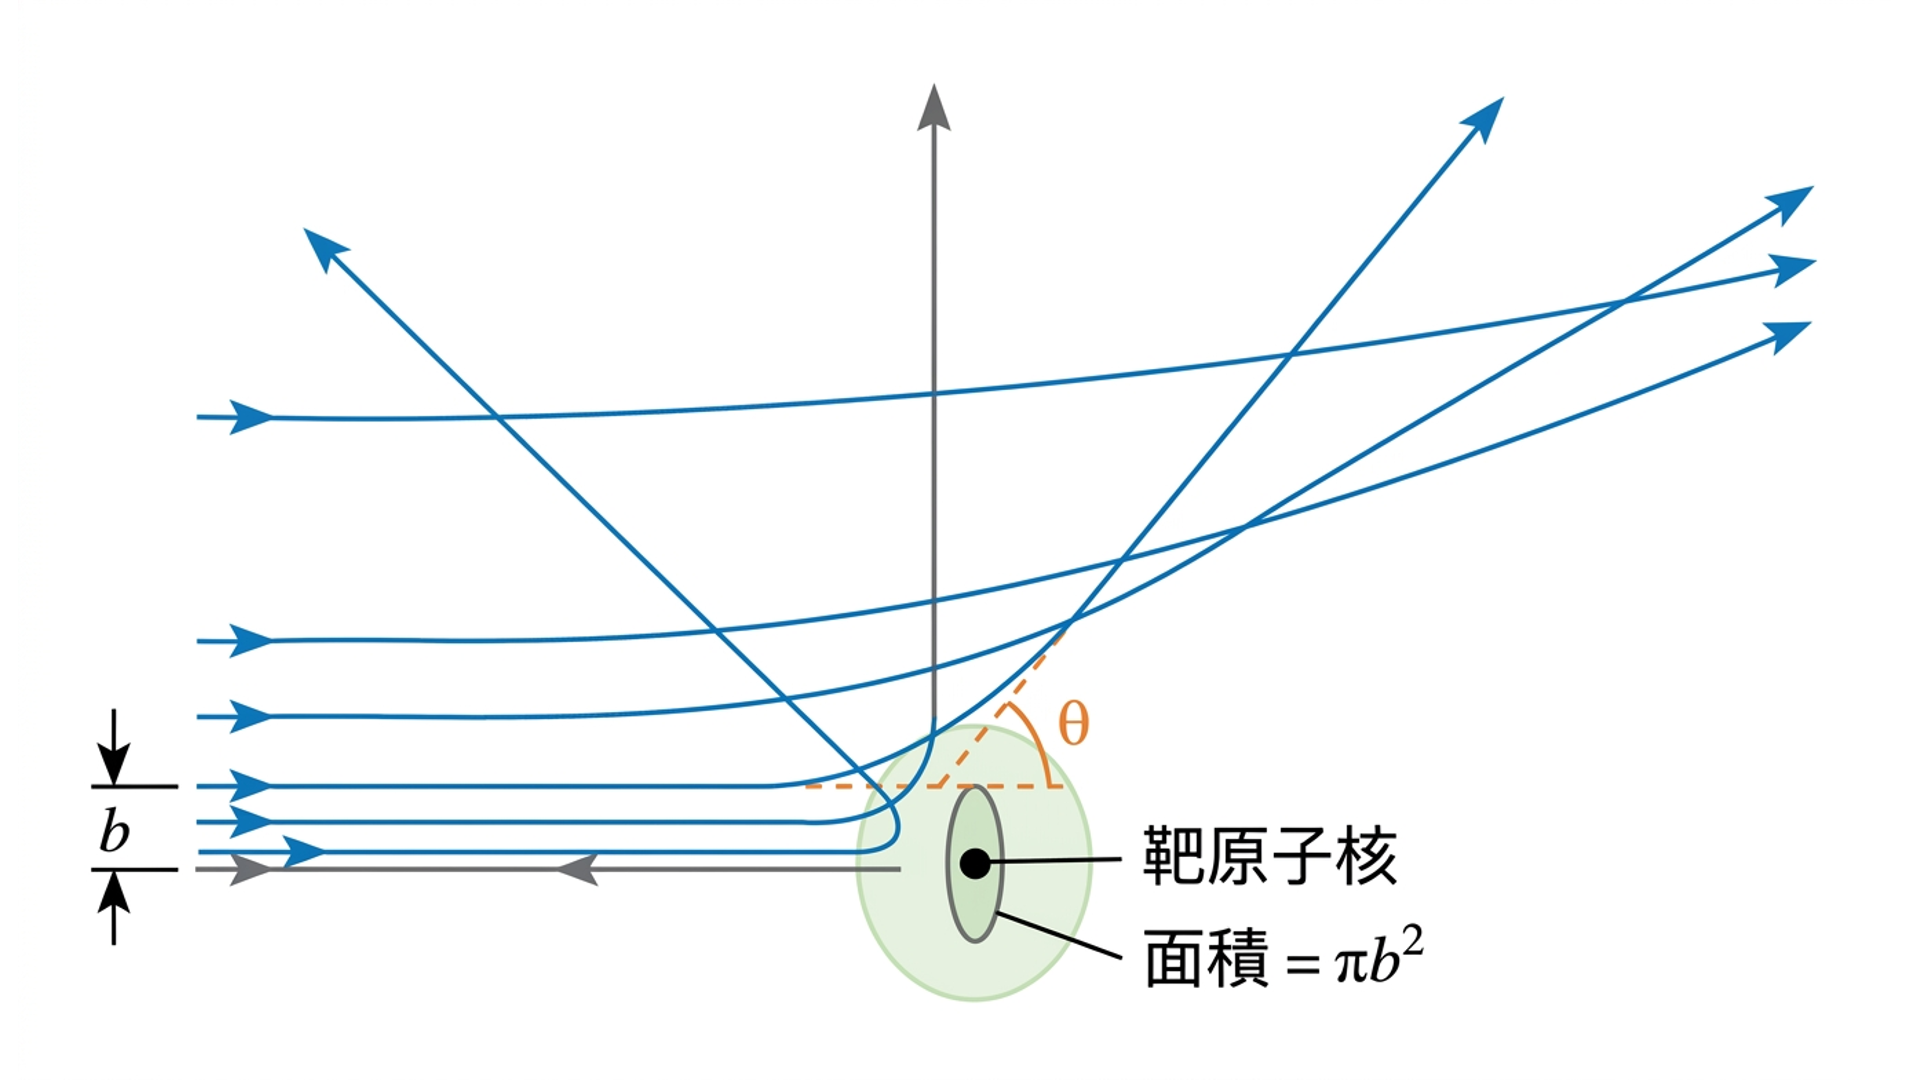 θ
b
靶原子核
面積 = πb²